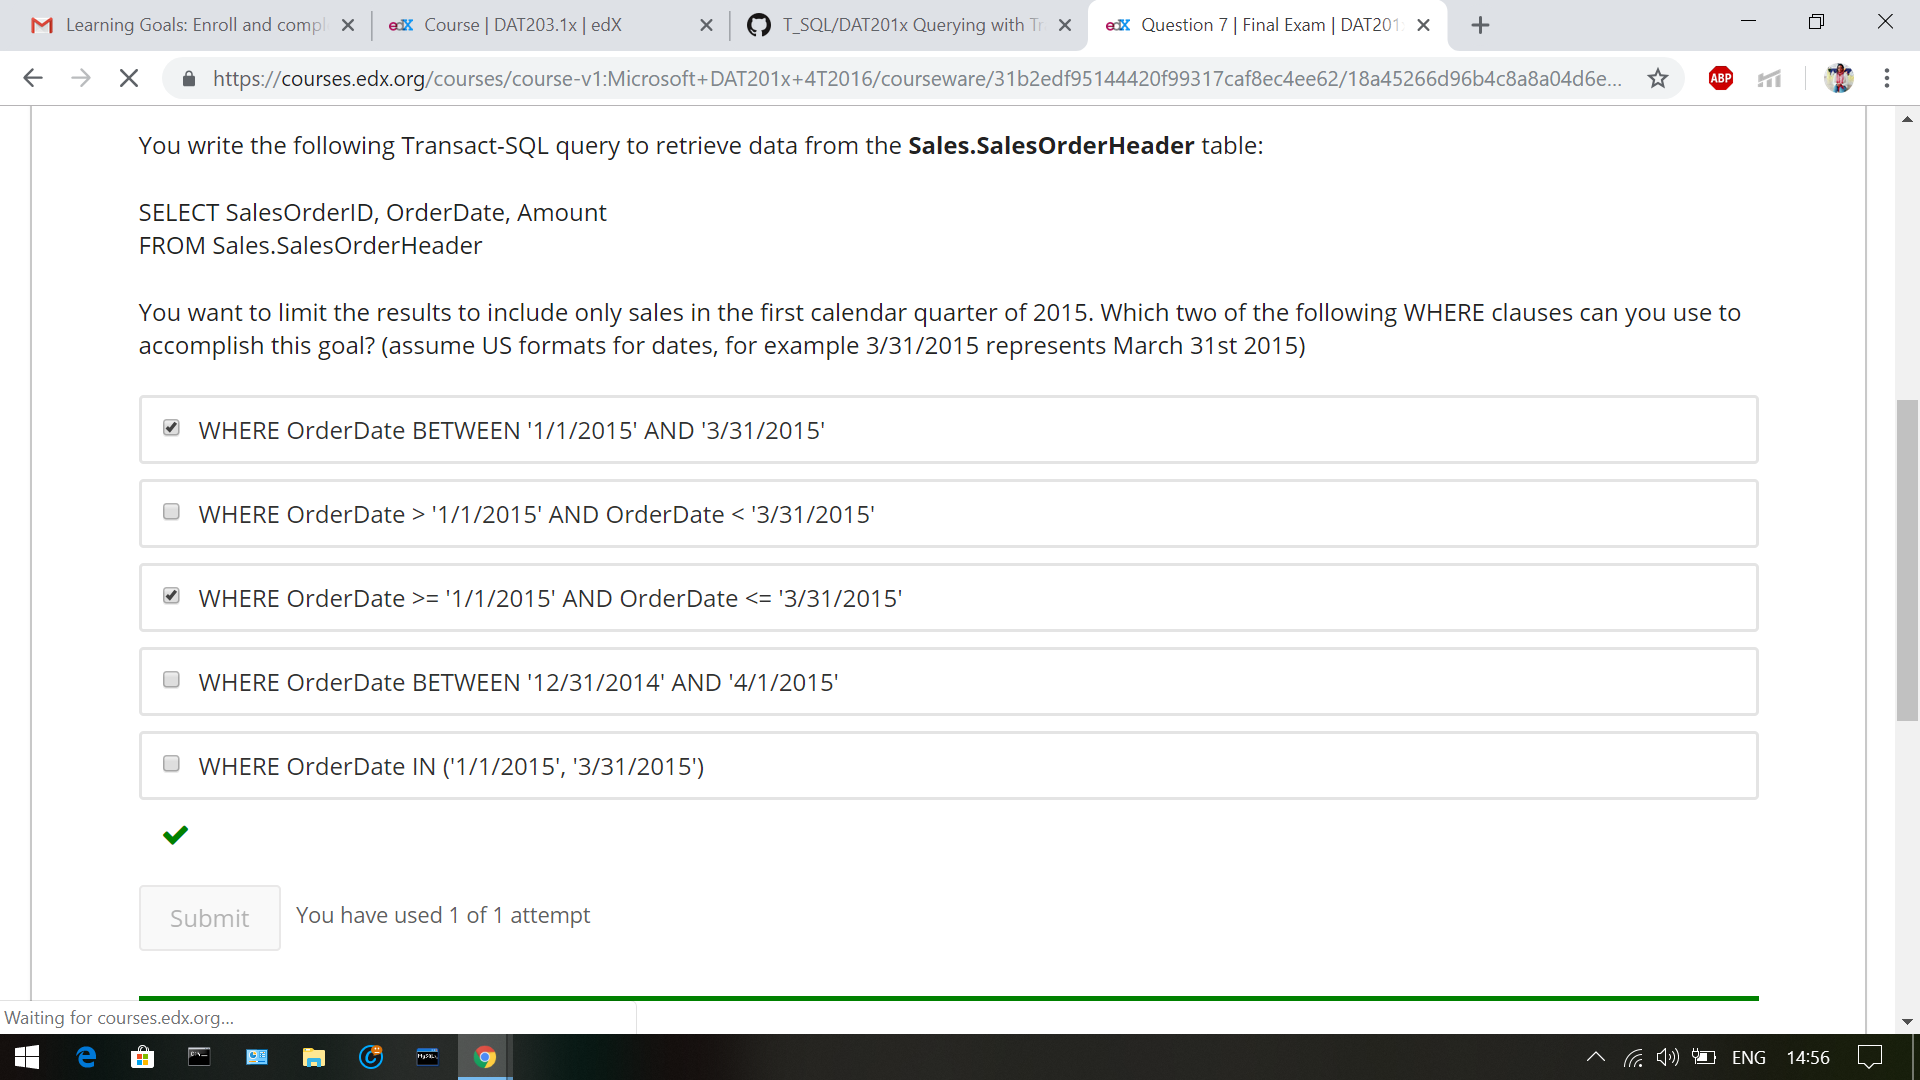 Learning Goals: Enroll and compl
Course | DAT203.1x | edX
T_SQL/DAT201x Querying with Tr
Question 7 | Final Exam | DAT201
https://courses.edx.org/courses/course-v1:Microsoft+DAT201x+4T2016/courseware/31b2edf95144420f99317caf8ec4ee62/18a45266d96b4c8a8a04d6e...
ABP
You write the following Transact-SQL query to retrieve data from the Sales.SalesOrderHeader table:
SELECT SalesOrderID, OrderDate, Amount
FROM Sales.SalesOrderHeader
You want to limit the results to include only sales in the first calendar quarter of 2015. Which two of the following WHERE clauses can you use to
accomplish this goal? (assume US formats for dates, for example 3/31/2015 represents March 31st 2015)
WHERE OrderDate BETWEEN '1/1/2015' AND '3/31/2015'
WHERE OrderDate > '1/1/2015' AND OrderDate < '3/31/2015'
WHERE OrderDate >= '1/1/2015' AND OrderDate <= '3/31/2015'
WHERE OrderDate BETWEEN '12/31/2014' AND '4/1/2015'
WHERE OrderDate IN ('1/1/2015', '3/31/2015')
Submit
You have used 1 of 1 attempt
Waiting for courses.edx.org...
ENG
14:56